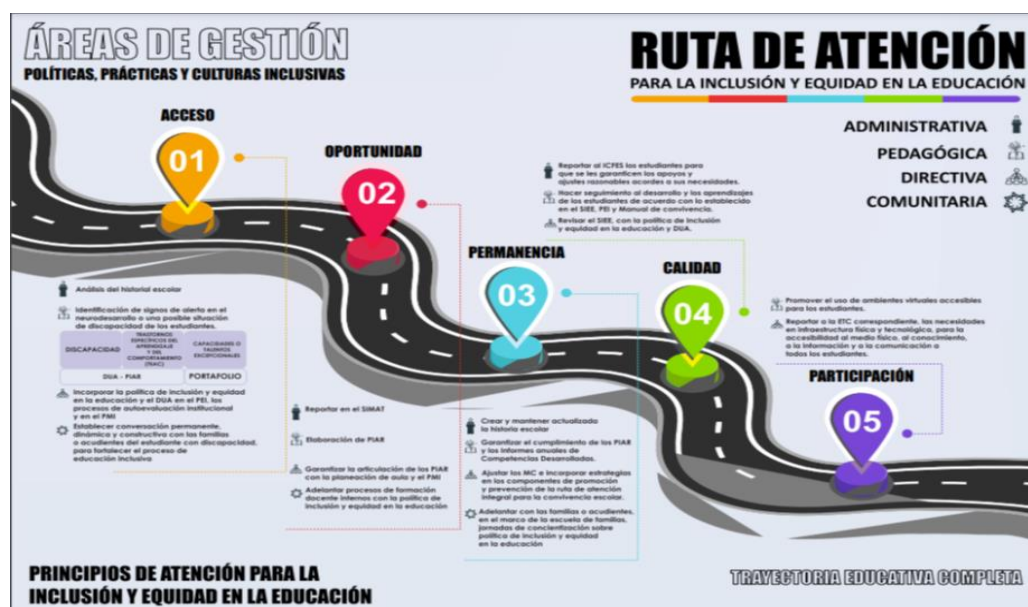 ÁREAS DE GESTIÓN
POLÍTICAS, PRÁCTICAS Y CULTURAS INCLUSIVAS
RUTA DE ATENCIÓN
PARA LA INCLUSIÓN Y EQUIDAD EN LA EDUCACIÓN
ADMINISTRATIVA
PEDAGÓGICA
DIRECTIVA
COMUNITARIA
ACCESO
01
Análisis del historial escolar
Identificación de signos de alerta en el
neurodesarrollo o una posible situación
de discapacidad de los estudiantes.
DISCAPACIDAD
TRASTORNOS
ESPECÍFICOS DEL
APRENDIZAJE
Y DEL
COMPORTAMIENTO
(TEAC)
CAPACIDADES O
TALENTOS
EXCEPCIONALES
DUA - PIAR
PORTAFOLIO
Incorporar la política de inclusión y equidad
en la educación y el DUA en el PEI, los
procesos de autoevaluación institucional
y en el PMI
Establecer conversación permanente,
dinámica y constructiva con las familias
o acudientes del estudiante con discapacidad,
para fortalecer el proceso de
educación inclusiva
OPORTUNIDAD
02
Reportar en el SIMAT
Elaboración de PIAR
Garantizar la articulación de los PIAR
con la planeación de aula y el PMI
Adelantar procesos de formación
docente internos con la política de
inclusión y equidad en la educación
PERMANENCIA
03
Crear y mantener actualizada
la historia escolar
Garantizar el cumplimiento de los PIAR
y los informes anuales de
Competencias Desarrolladas.
Ajustar los MC e incorporar estrategias
en los componentes de promoción
y prevención de la ruta de atención
integral para la convivencia escolar.
Adelantar con las familias o acudientes,
en el marco de la escuela de familias,
jornadas de concientización sobre
política de inclusión y equidad
en la educación
Reportar al ICFES los estudiantes para
que se les garanticen los apoyos y
ajustes razonables acordes a sus necesidades.
Hacer seguimiento al desarrollo y los aprendizajes
de los estudiantes de acuerdo con lo establecido
en el SIEE, PEI y Manual de convivencia.
Revisar el SIEE, con la política de inclusión
y equidad en la educación y DUA.
CALIDAD
04
Promover el uso de ambientes virtuales accesibles
para los estudiantes.
Reportar a la ETC correspondiente, las necesidades
en infraestructura física y tecnológica, para la
accesibilidad al medio físico, al conocimiento,
a la información y a la comunicación a
todos los estudiantes.
PARTICIPACIÓN
05
PRINCIPIOS DE ATENCIÓN PARA LA
INCLUSIÓN Y EQUIDAD EN LA EDUCACIÓN
TRAYECTORIA EDUCATIVA COMPLETA